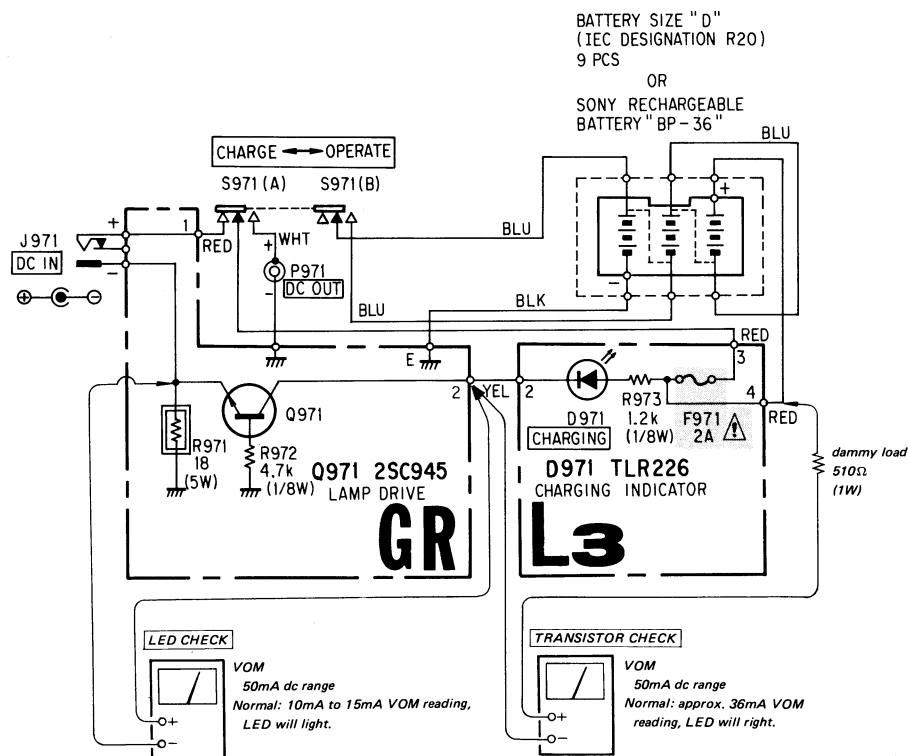 BATTERY SIZE "D"
(IEC DESIGNATION R20)
9 PCS
OR
SONY RECHARGEABLE
BATTERY "BP-36"
BLU
CHARGE ◄─► OPERATE
S971(A)
S971(B)
+
1
RED
WHT
BLU
+
J971
DC IN
−
+
P971
DC OUT
−
BLU
BLK
−
RED
E
3
2
YEL
2
4
RED
Q971
D971
CHARGING
R973
1.2k
(1/8W)
F971
2A
R971
18
(5W)
R972
4.7k
(1/8W)
Q971 2SC945
LAMP DRIVE
D971 TLR226
CHARGING INDICATOR
dammy load
510Ω
(1W)
GR
L3
LED CHECK
VOM
50mA dc range
Normal: 10mA to 15mA VOM reading,
LED will light.
+
−
TRANSISTOR CHECK
VOM
50mA dc range
Normal: approx. 36mA VOM
reading, LED will right.
+
−